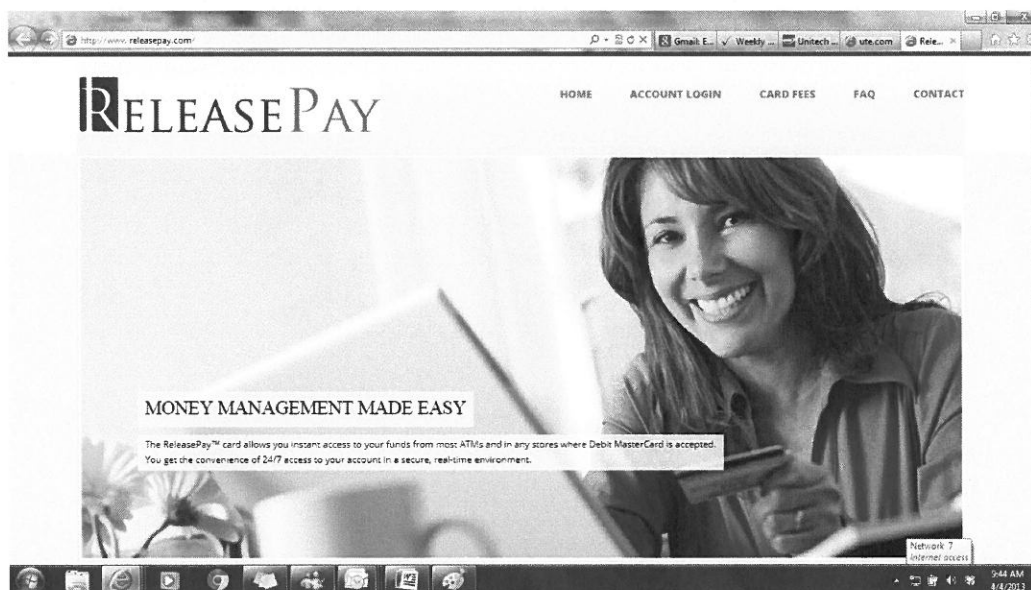 http://www.releasepay.com/
Gmail: E...
Weekly ...
Unitech ...
ute.com
Rele...
RELEASEPAY
HOME ACCOUNT LOGIN CARD FEES FAQ CONTACT
MONEY MANAGEMENT MADE EASY
The ReleasePay™ card allows you instant access to your funds from most ATMs and in any stores where Debit MasterCard is accepted.
You get the convenience of 24/7 access to your account in a secure, real-time environment.
Network 7
Internet access
9:44 AM
4/4/2013